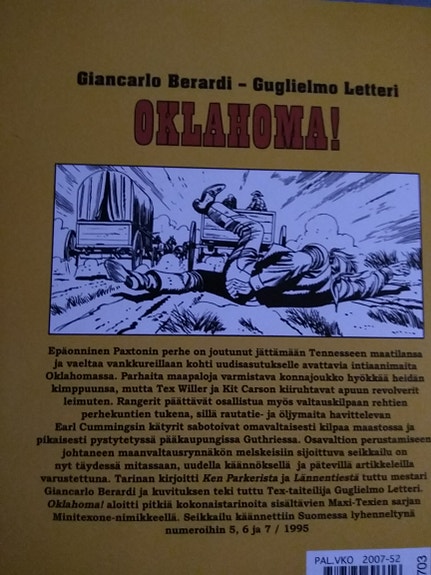 Giancarlo Berardi – Guglielmo Letteri
OKLAHOMA!
Epäonninen Paxtonin perhe on joutunut jättämään Tennesseen maatilansa
ja vaeltaa vankkureillaan kohti uudisasutukselle avattavia intiaanimaita
Oklahomassa. Parhaita maapaloja varmistava konnajoukko hyökkää heidän
kimppuunsa, mutta Tex Willer ja Kit Carson kiiruhtavat apuun revolverit
leimuten. Rangerit päättävät osallistua myös valtauskilpaan rehtien
perhekuntien tukena, sillä rautatie- ja öljymaita havittelevan
Earl Cummingsin kätyrit sabotoivat omavaltaisesti kilpaa maastossa ja
pikaisesti pystytetyssä pääkaupungissa Guthriessa. Osavaltion perustamiseen
johtaneen maanvaltausrynnäkön melskeisiin sijoittuva seikkailu on
nyt täydessä mitassaan, uudella käännöksellä ja pätevillä artikkeleilla
varustettuna. Tarinan kirjoitti Ken Parkerista ja Lännentiestä tuttu mestari
Giancarlo Berardi ja kuvituksen teki tuttu Tex-taiteilija Guglielmo Letteri.
Oklahoma! aloitti pitkiä kokonaistarinoita sisältävien Maxi-Texien sarjan
Minitexone-nimikkeellä. Seikkailu käännettiin Suomessa lyhenneltynä
numeroihin 5, 6 ja 7 / 1995
PAL.VKO 2007-52
703